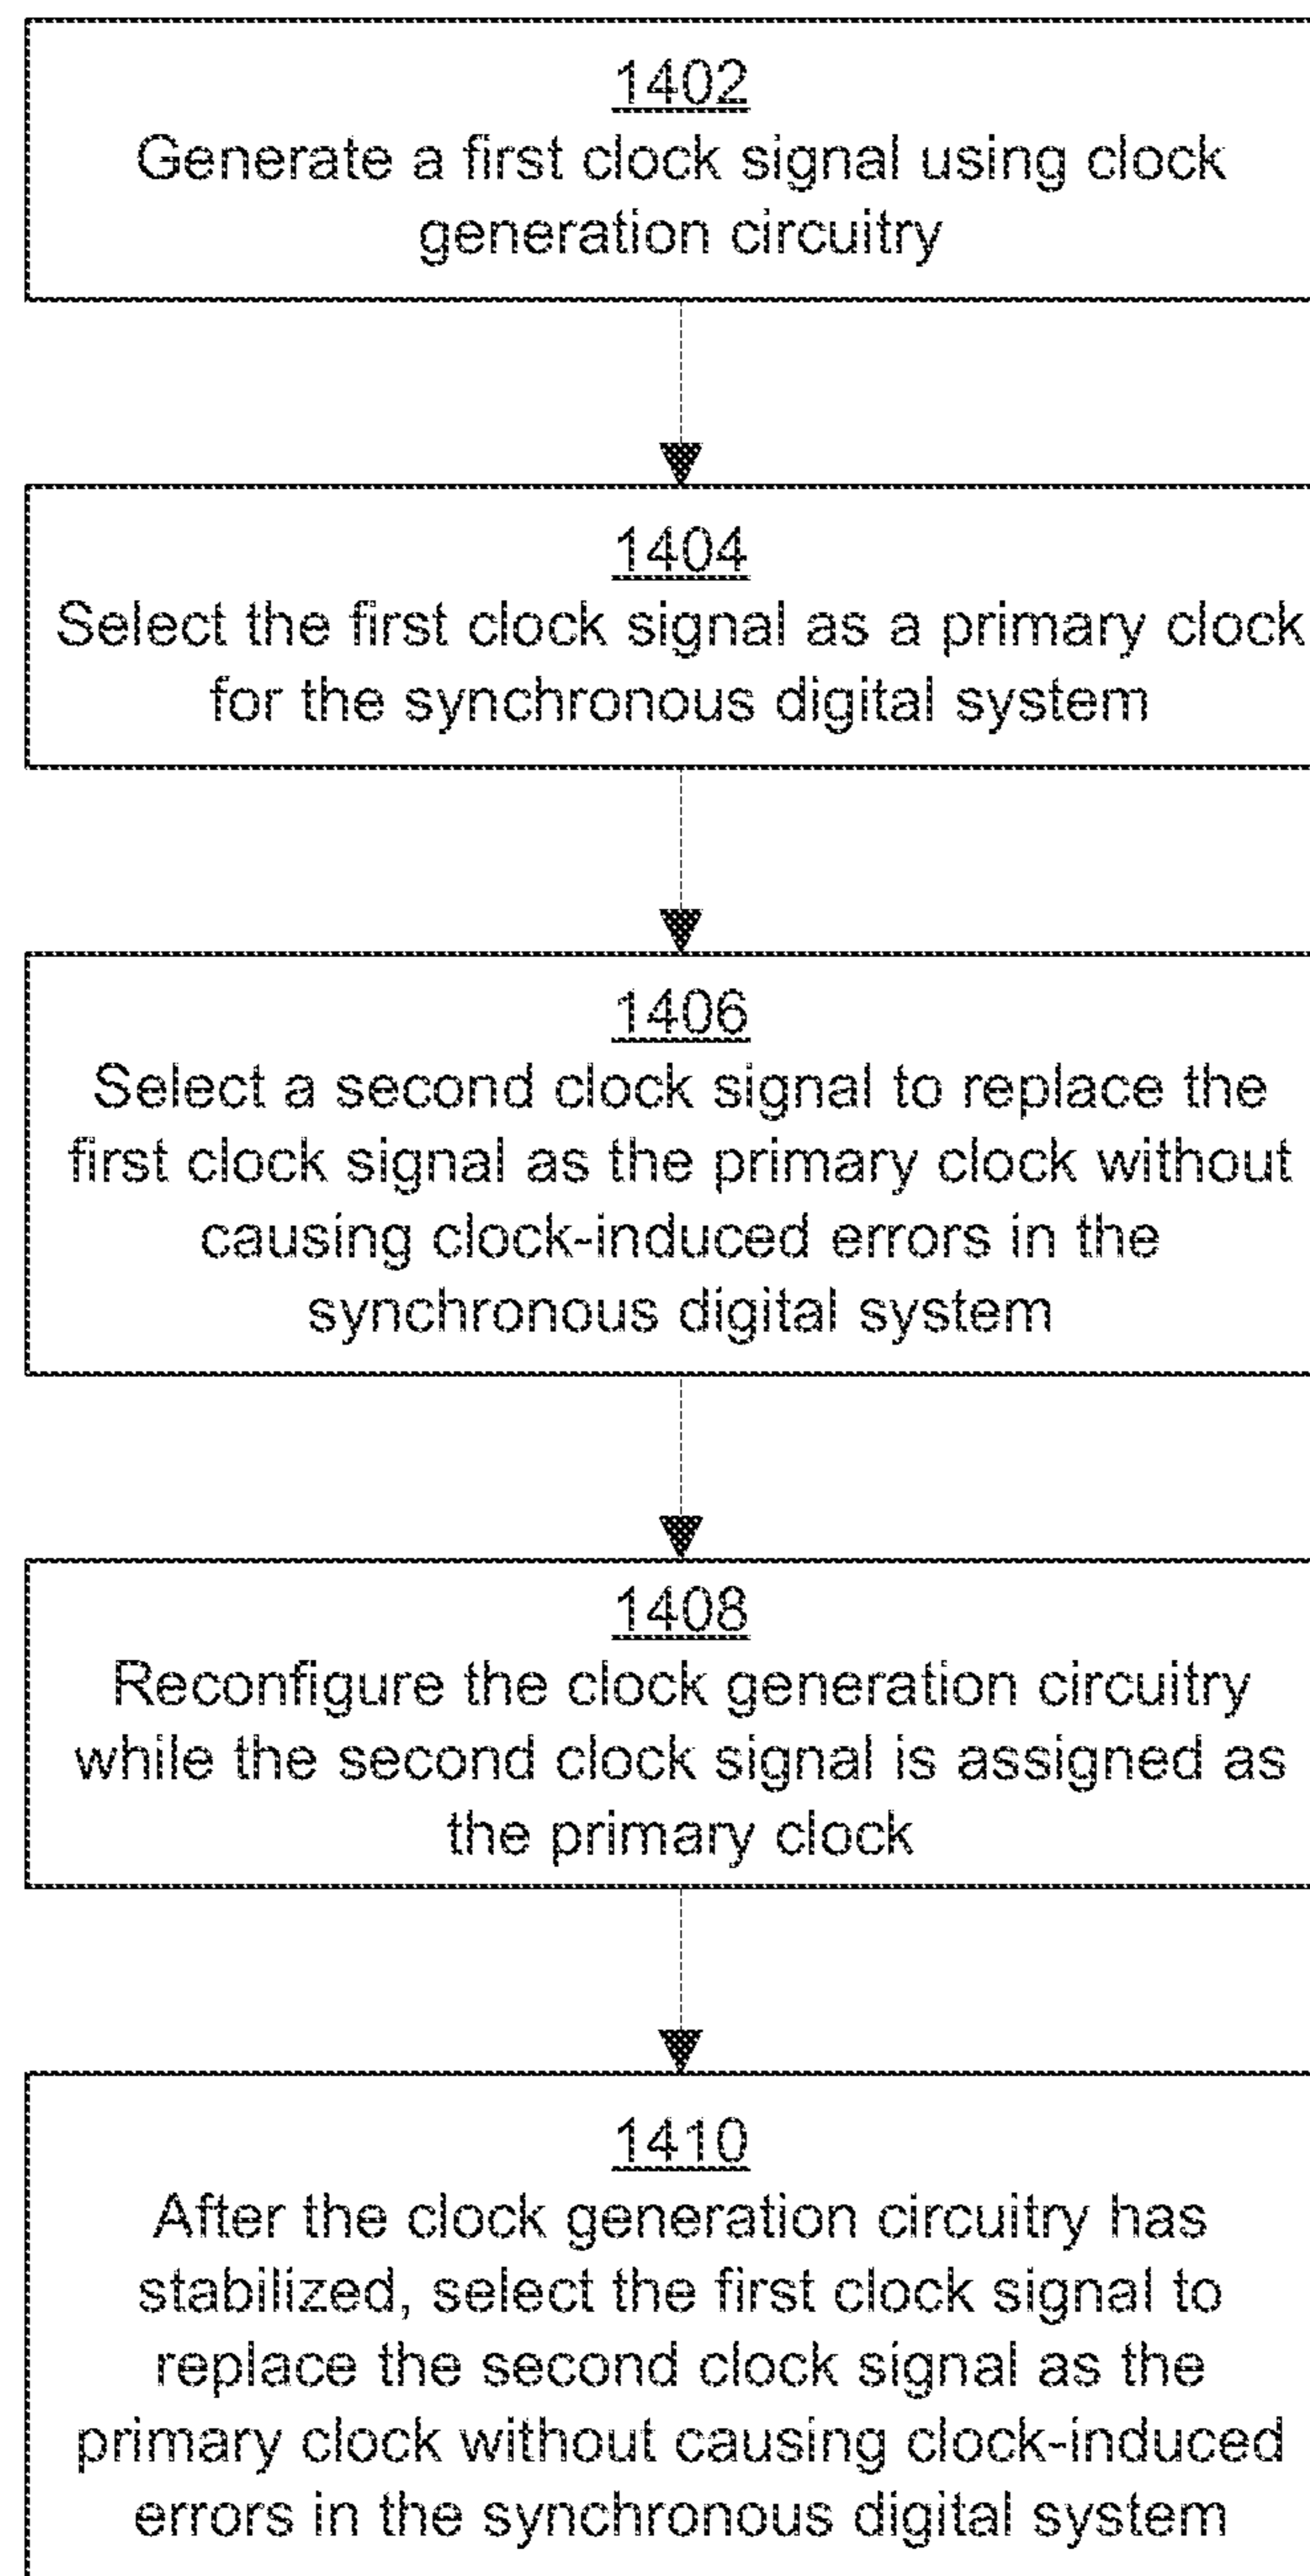 1402
Generate a first clock signal using clock
generation circuitry
1404
Select the first clock signal as a primary clock
for the synchronous digital system
1406
Select a second clock signal to replace the
first clock signal as the primary clock without
causing clock-induced errors in the
synchronous digital system
1408
Reconfigure the clock generation circuitry
while the second clock signal is assigned as
the primary clock
1410
After the clock generation circuitry has
stabilized, select the first clock signal to
replace the second clock signal as the
primary clock without causing clock-induced
errors in the synchronous digital system